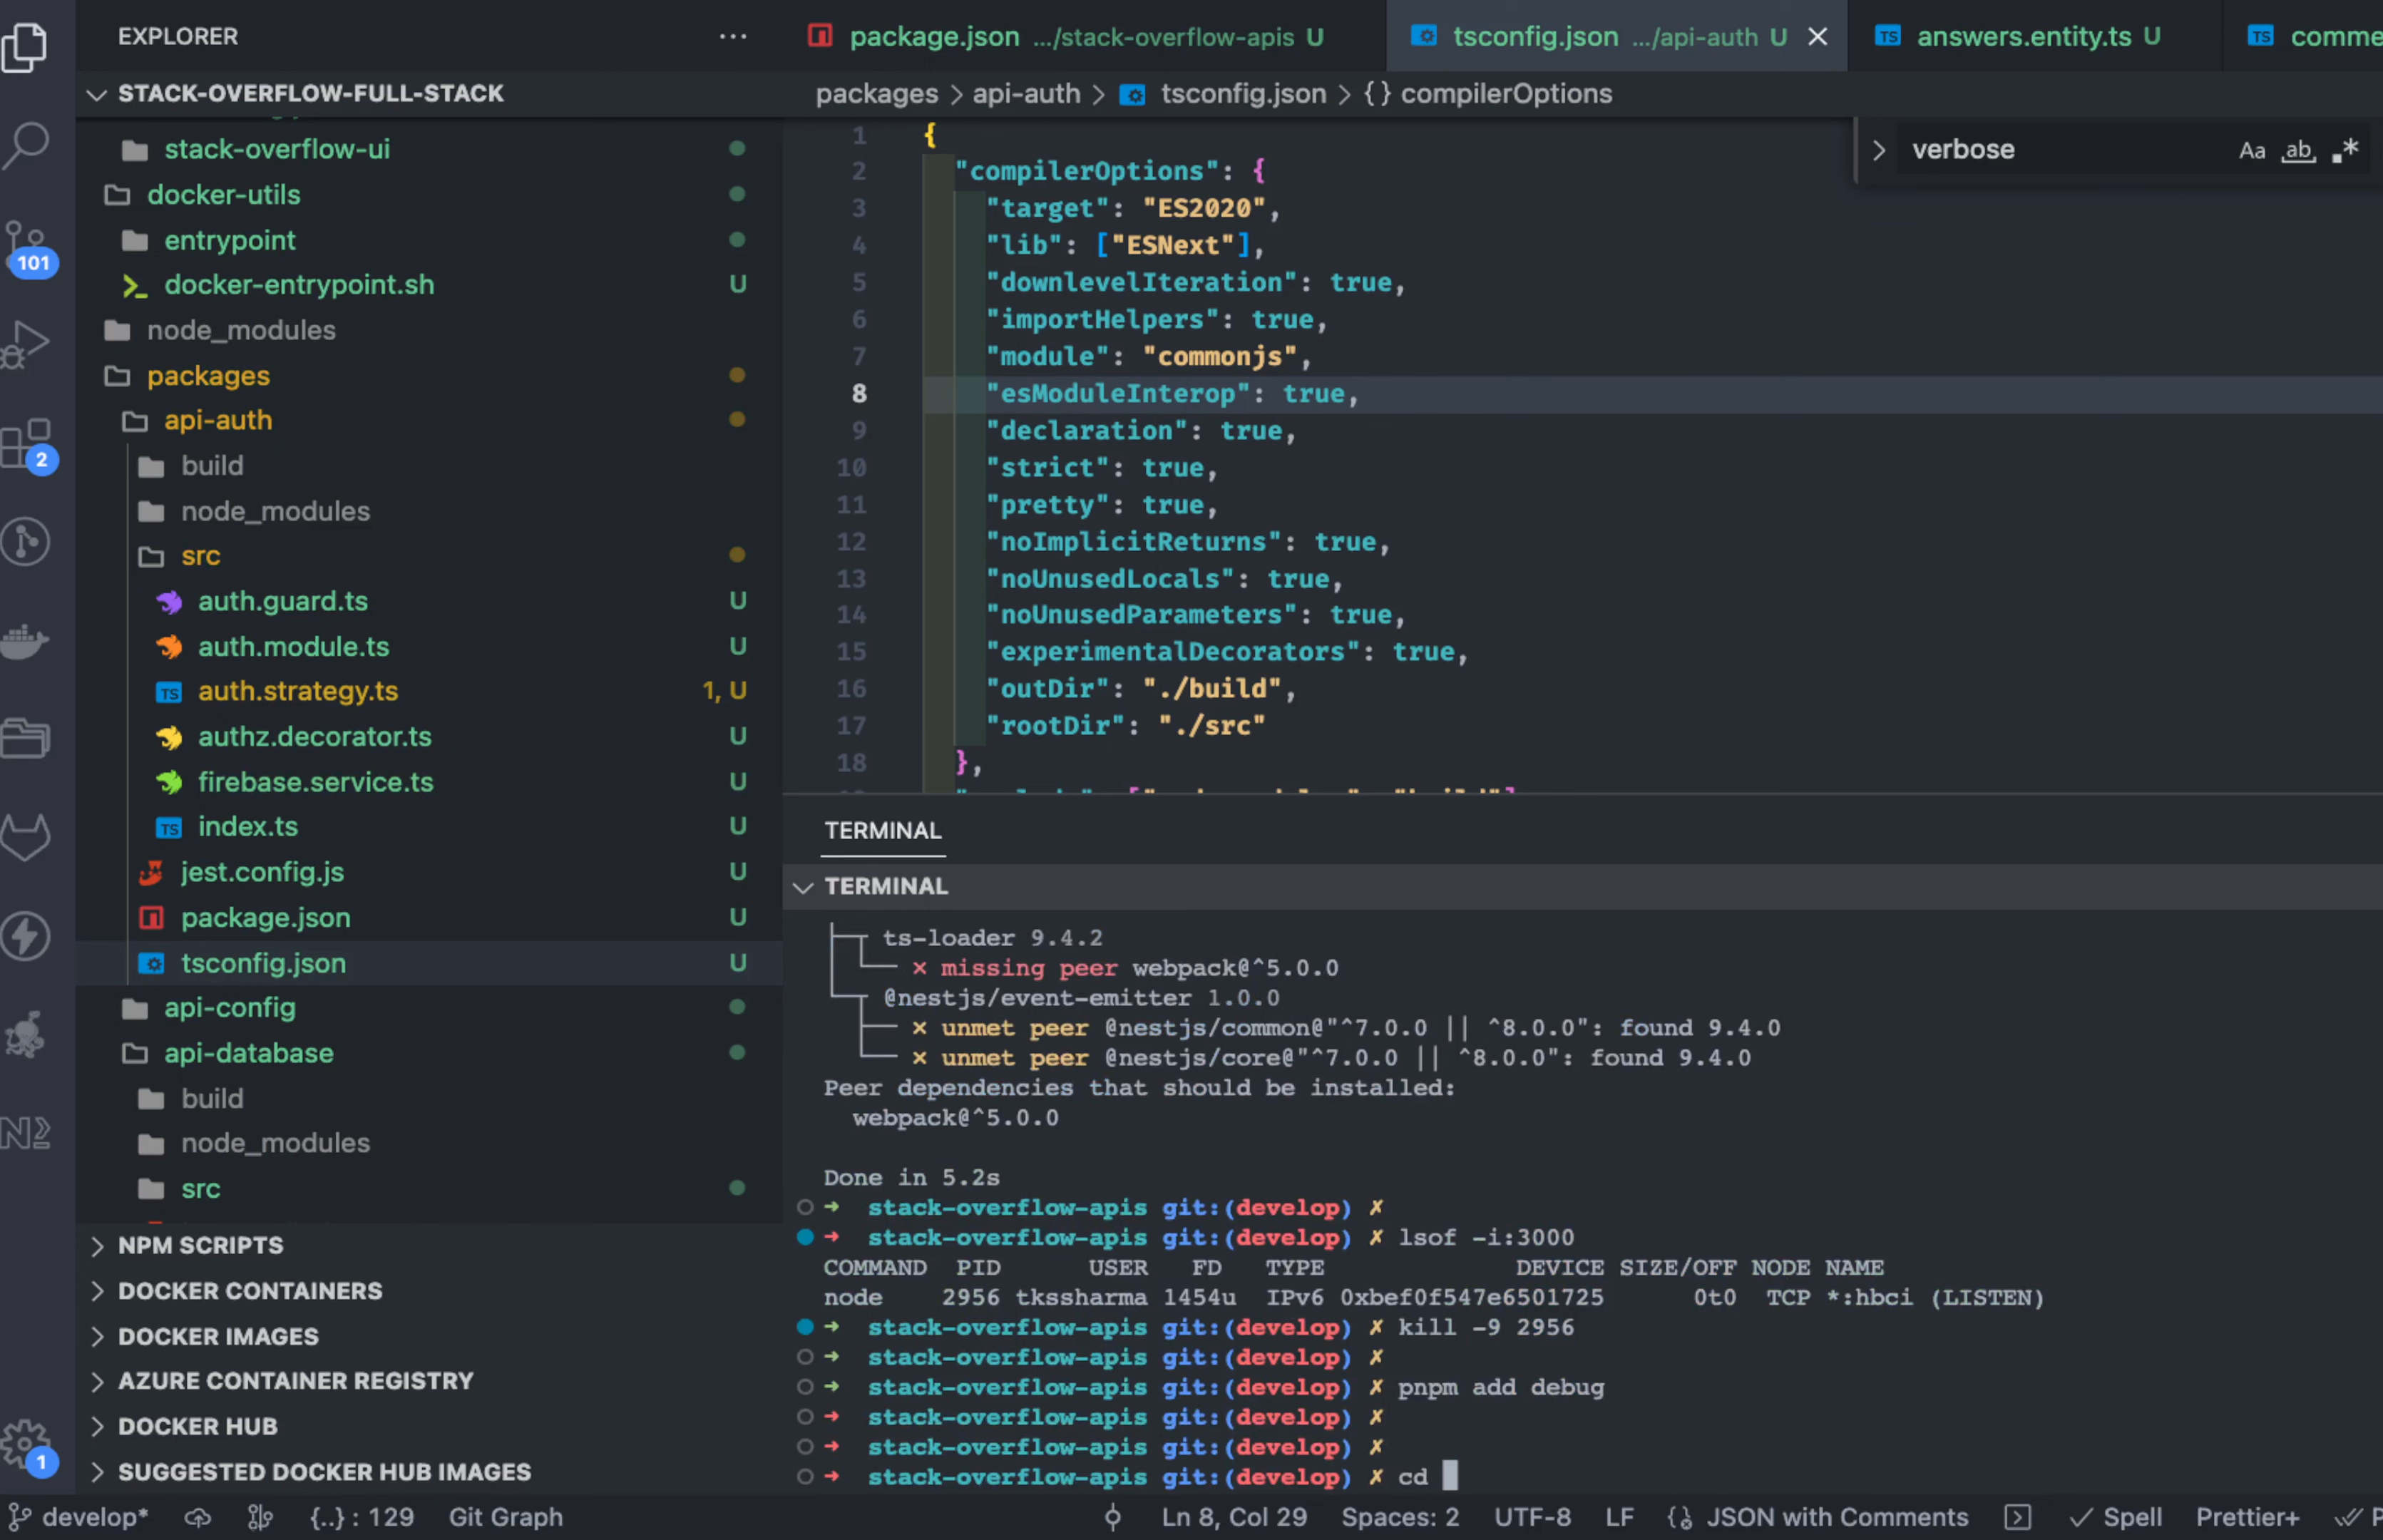 EXPLORER
STACK-OVERFLOW-FULL-STACK
stack-overflow-ui
docker-utils
entrypoint
docker-entrypoint.sh U
node_modules
packages
api-auth
build
node_modules
src
auth.guard.ts U
auth.module.ts U
auth.strategy.ts 1, U
authz.decorator.ts U
firebase.service.ts U
index.ts U
jest.config.js U
package.json U
tsconfig.json U
api-config
api-database
build
node_modules
src
NPM SCRIPTS
DOCKER CONTAINERS
DOCKER IMAGES
AZURE CONTAINER REGISTRY
DOCKER HUB
SUGGESTED DOCKER HUB IMAGES
101
2
1
package.json .../stack-overflow-apis U
tsconfig.json .../api-auth U
answers.entity.ts U
packages > api-auth > tsconfig.json > {} compilerOptions
verbose Aa ab .*
1 {
2 "compilerOptions": {
3 "target": "ES2020",
4 "lib": ["ESNext"],
5 "downlevelIteration": true,
6 "importHelpers": true,
7 "module": "commonjs",
8 "esModuleInterop": true,
9 "declaration": true,
10 "strict": true,
11 "pretty": true,
12 "noImplicitReturns": true,
13 "noUnusedLocals": true,
14 "noUnusedParameters": true,
15 "experimentalDecorators": true,
16 "outDir": "./build",
17 "rootDir": "./src"
18 },
TERMINAL
TERMINAL
ts-loader 9.4.2
✕ missing peer webpack@^5.0.0
@nestjs/event-emitter 1.0.0
✕ unmet peer @nestjs/common@"^7.0.0 || ^8.0.0": found 9.4.0
✕ unmet peer @nestjs/core@"^7.0.0 || ^8.0.0": found 9.4.0
Peer dependencies that should be installed:
webpack@^5.0.0
Done in 5.2s
➜ stack-overflow-apis git:(develop) ✗
➜ stack-overflow-apis git:(develop) ✗ lsof -i:3000
COMMAND PID USER FD TYPE DEVICE SIZE/OFF NODE NAME
node 2956 tkssharma 1454u IPv6 0xbef0f547e6501725 0t0 TCP *:hbci (LISTEN)
➜ stack-overflow-apis git:(develop) ✗ kill -9 2956
➜ stack-overflow-apis git:(develop) ✗
➜ stack-overflow-apis git:(develop) ✗ pnpm add debug
➜ stack-overflow-apis git:(develop) ✗
➜ stack-overflow-apis git:(develop) ✗
➜ stack-overflow-apis git:(develop) ✗ cd
develop* {..} : 129 Git Graph Ln 8, Col 29 Spaces: 2 UTF-8 LF JSON with Comments Spell Prettier+